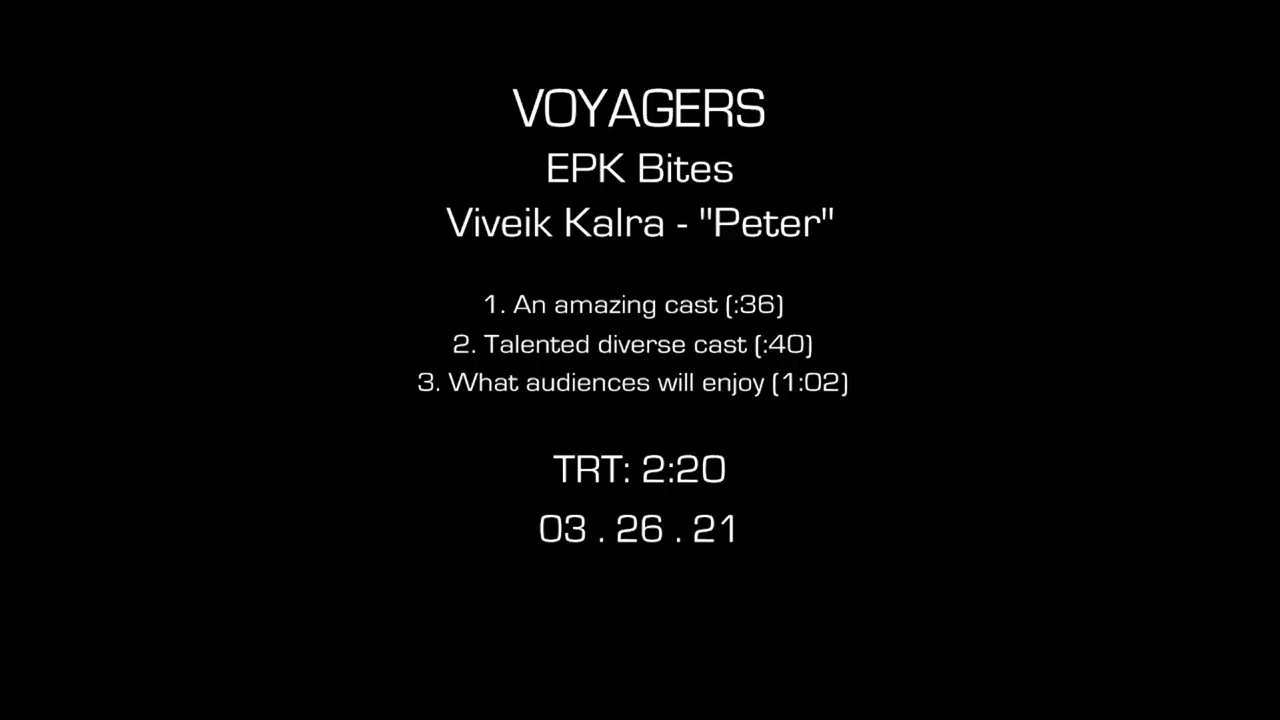 VOYAGERS
EPK Bites
Viveik Kalra - "Peter"
1. An amazing cast (:36)
2. Talented diverse cast (:40)
3. What audiences will enjoy (1:02)
TRT: 2:20
03 . 26 . 21